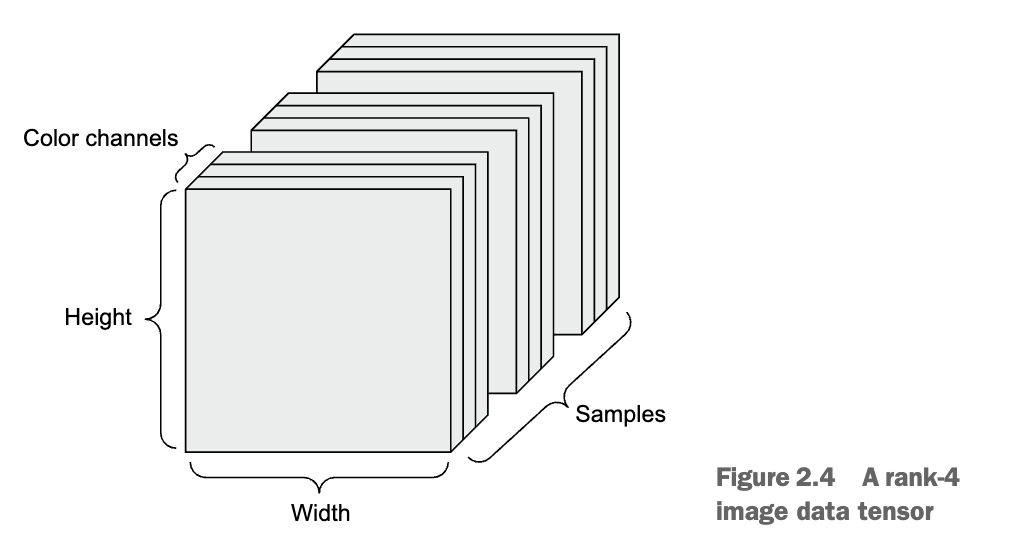 Color channels
Height
Samples
Width
Figure 2.4 A rank-4
image data tensor